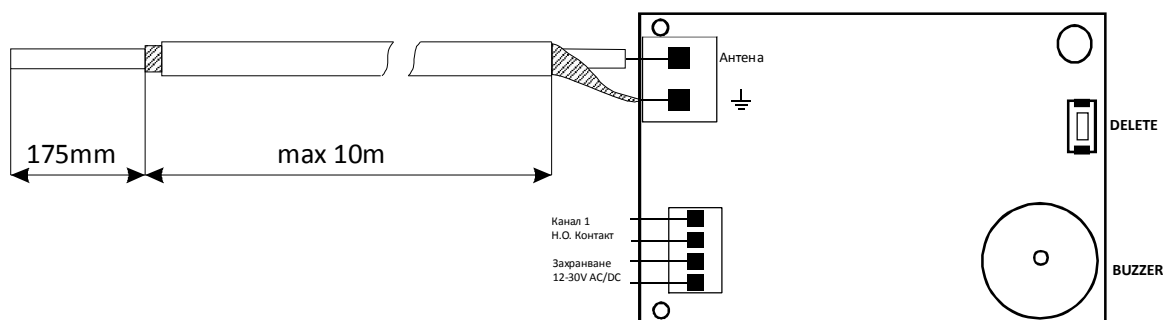 Антена
DELETE
175mm
max 10m
Канал 1
Н.О. Контакт
Захранване
12-30V AC/DC
BUZZER